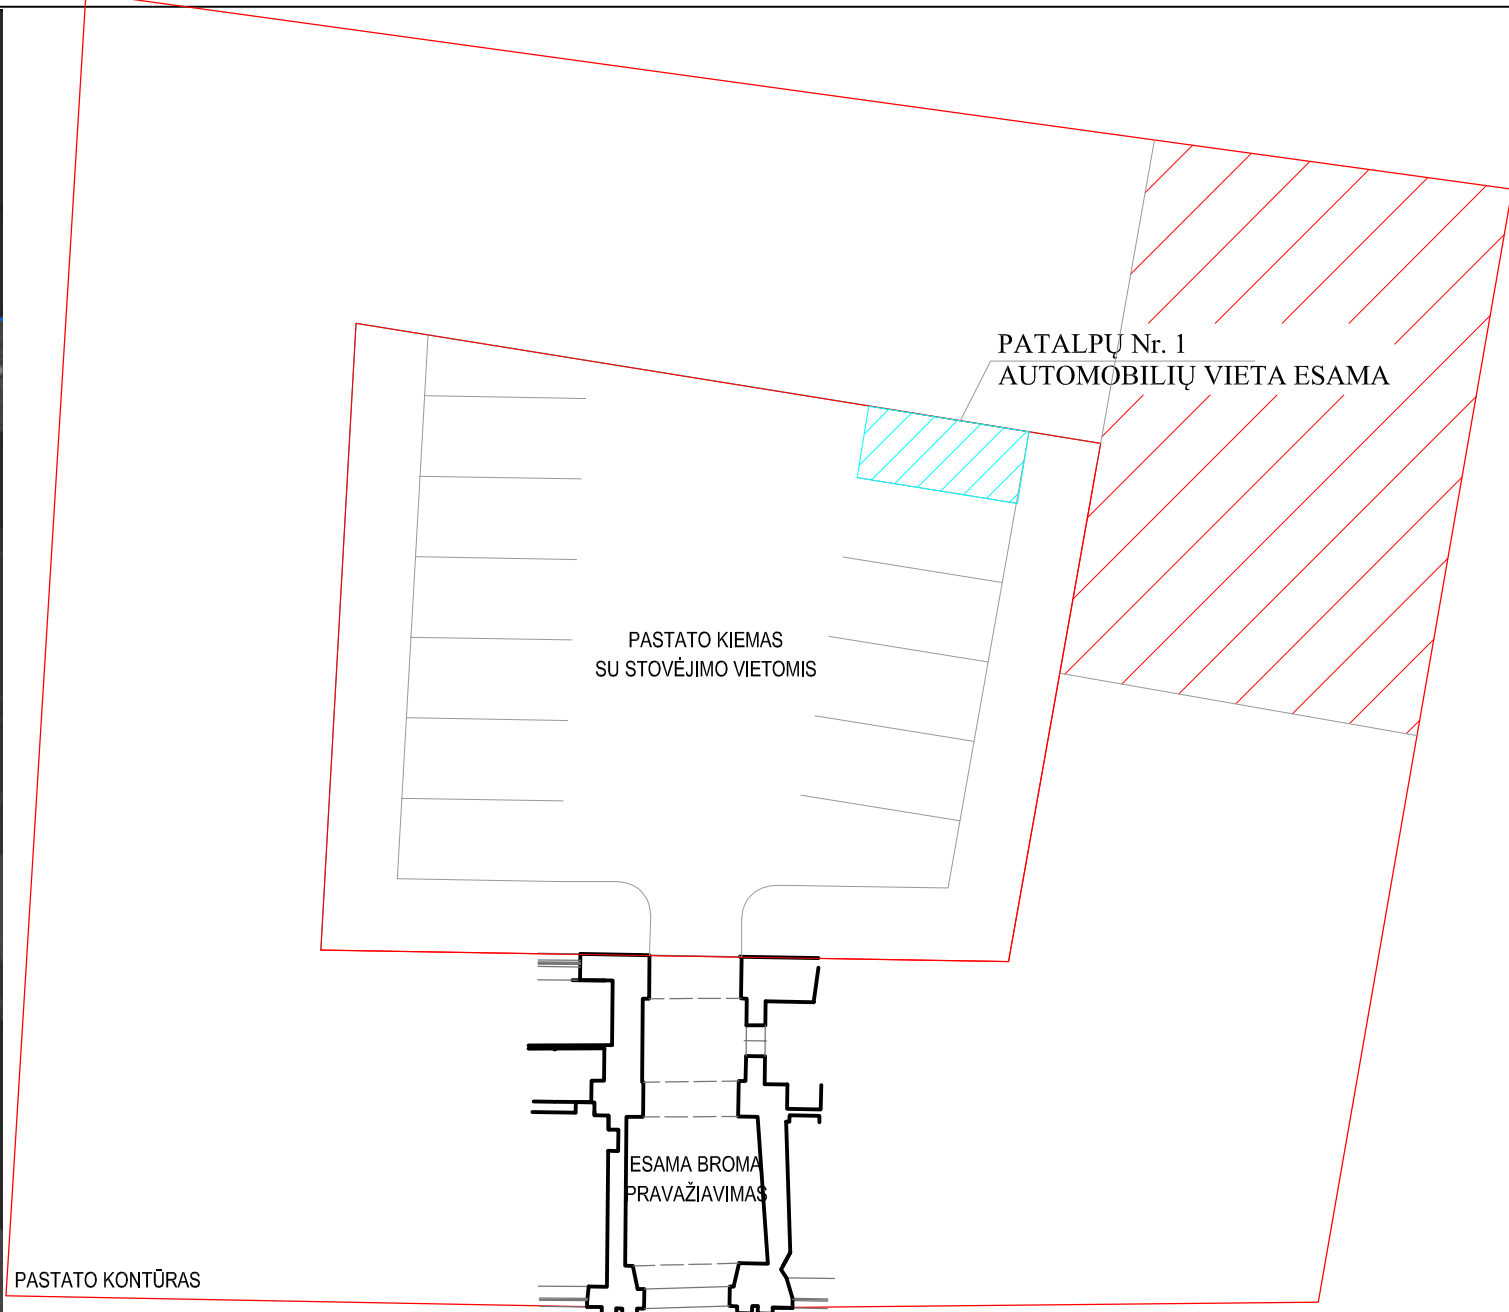 PATALPŲ Nr. 1
AUTOMOBILIŲ VIETA ESAMA
PASTATO KIEMAS
SU STOVĖJIMO VIETOMIS
ESAMA BROMA
PRAVAŽIAVIMAS
PASTATO KONTŪRAS